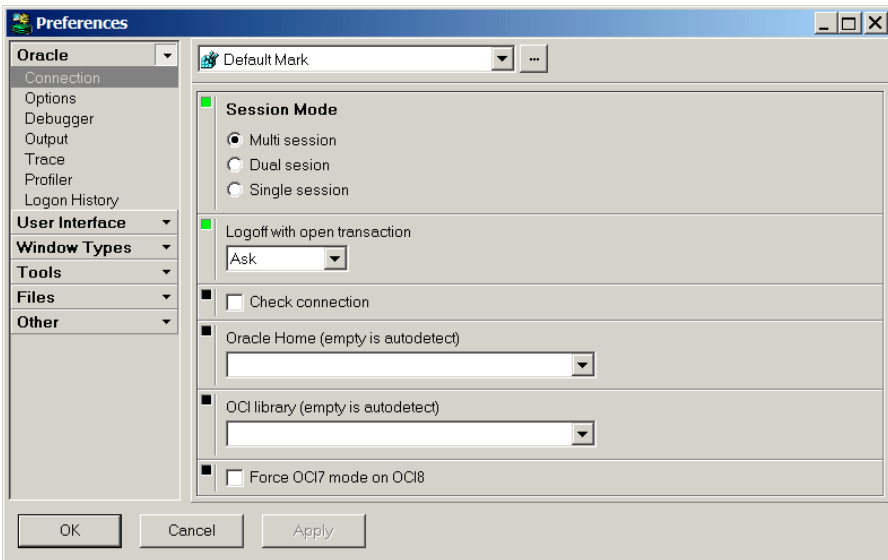 Preferences
Oracle
Connection
Options
Debugger
Output
Trace
Profiler
Logon History
User Interface
Window Types
Tools
Files
Other
Default Mark
...
Session Mode
Multi session
Dual sesion
Single session
Logoff with open transaction
Ask
Check connection
Oracle Home (empty is autodetect)
OCI library (empty is autodetect)
Force OCI7 mode on OCI8
OK
Cancel
Apply